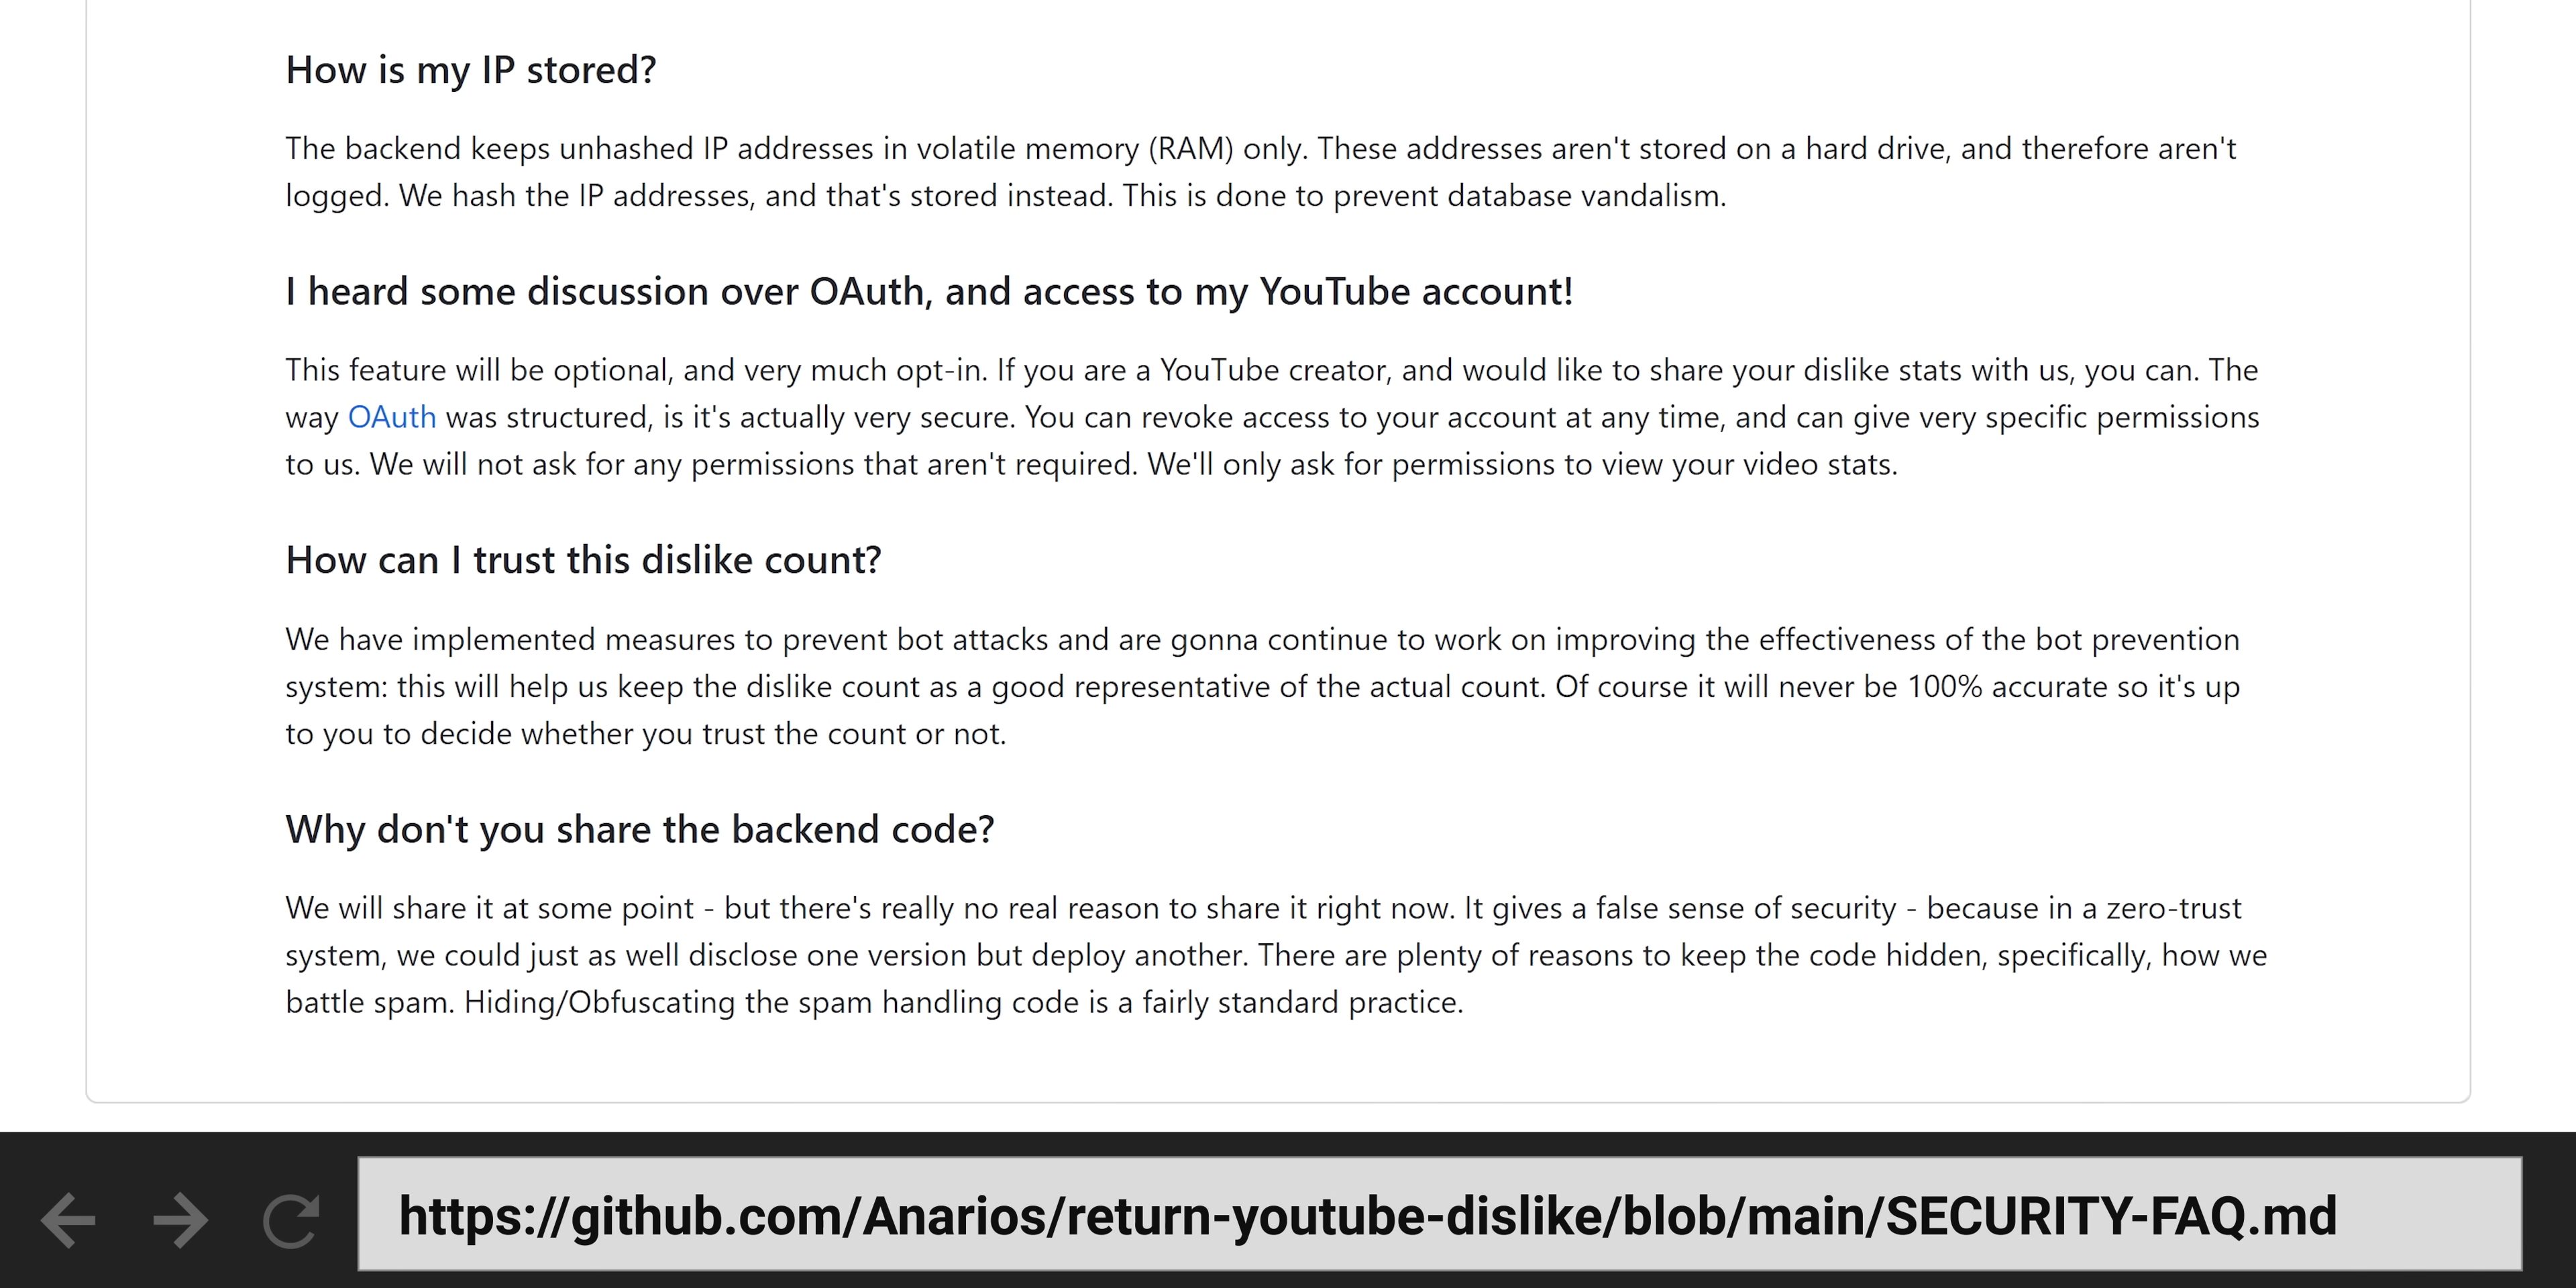 How is my IP stored?
The backend keeps unhashed IP addresses in volatile memory (RAM) only. These addresses aren't stored on a hard drive, and therefore aren't
logged. We hash the IP addresses, and that's stored instead. This is done to prevent database vandalism.
I heard some discussion over OAuth, and access to my YouTube account!
This feature will be optional, and very much opt-in. If you are a YouTube creator, and would like to share your dislike stats with us, you can. The
way OAuth was structured, is it's actually very secure. You can revoke access to your account at any time, and can give very specific permissions
to us. We will not ask for any permissions that aren't required. We'll only ask for permissions to view your video stats.
How can I trust this dislike count?
We have implemented measures to prevent bot attacks and are gonna continue to work on improving the effectiveness of the bot prevention
system: this will help us keep the dislike count as a good representative of the actual count. Of course it will never be 100% accurate so it's up
to you to decide whether you trust the count or not.
Why don't you share the backend code?
We will share it at some point - but there's really no real reason to share it right now. It gives a false sense of security - because in a zero-trust
system, we could just as well disclose one version but deploy another. There are plenty of reasons to keep the code hidden, specifically, how we
battle spam. Hiding/Obfuscating the spam handling code is a fairly standard practice.
https://github.com/Anarios/return-youtube-dislike/blob/main/SECURITY-FAQ.md